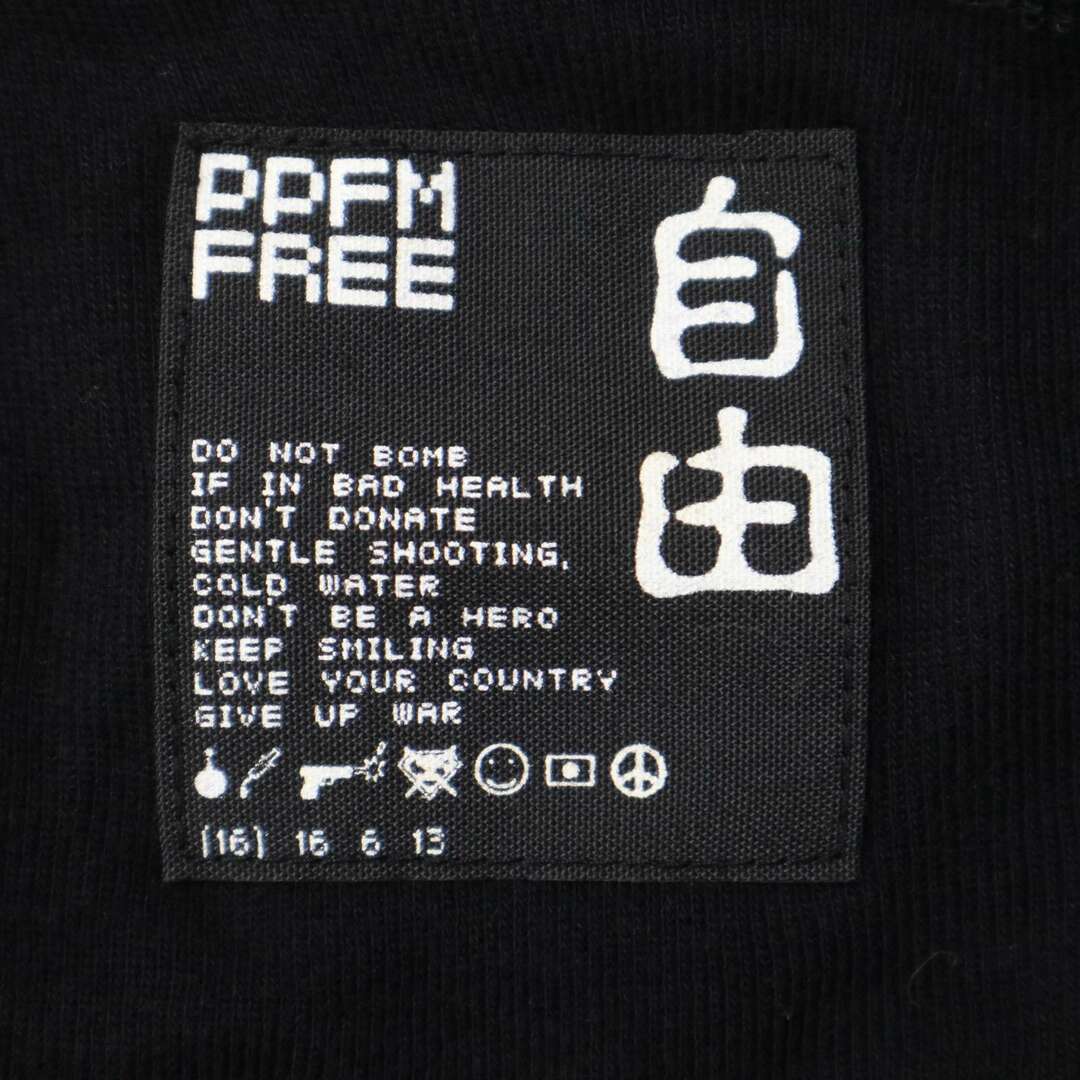 PPFM
FREE
自由
DO NOT BOMB
IF IN BAD HEALTH
DON'T DONATE
GENTLE SHOOTING.
COLD WATER
DON'T BE A HERO
KEEP SMILING
LOVE YOUR COUNTRY
GIVE UP WAR
[16] 16 6 13